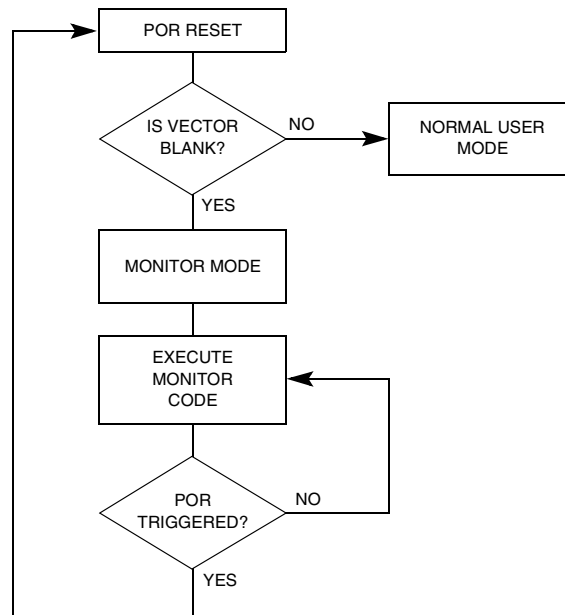 POR RESET
IS VECTOR
BLANK?
NO
NORMAL USER
MODE
YES
MONITOR MODE
EXECUTE
MONITOR
CODE
POR
TRIGGERED?
NO
YES